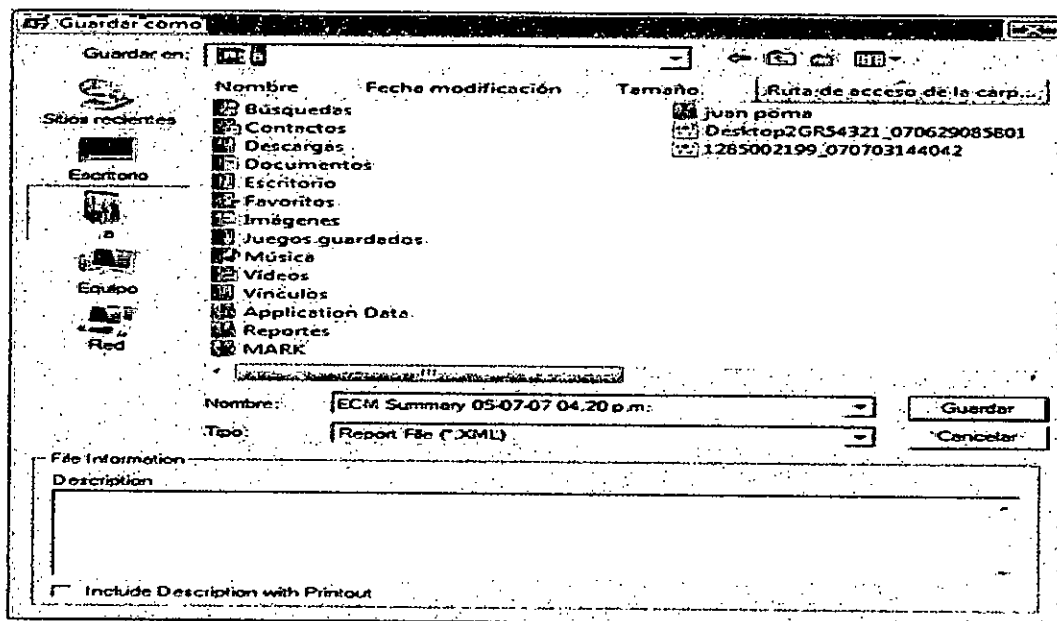 Guardar como
Guardar en: a
Nombre Fecha modificación Tamaño Ruta de acceso de la carp...
Sitios recientes
Escritorio
a
Equipo
Red
Búsquedas
Contactos
Descargas
Documentos
Escritorio
Favoritos
Imágenes
Juegos guardados
Música
Vídeos
Vínculos
Application Data
Reportes
MARK
juan poma
Desktop2GR54321_070629085801
1285002199_070703144042
Nombre: ECM Summary 05-07-07 04.20 p.m. Guardar
Tipo: Report File (*.XML) Cancelar
File Information
Description
Include Description with Printout